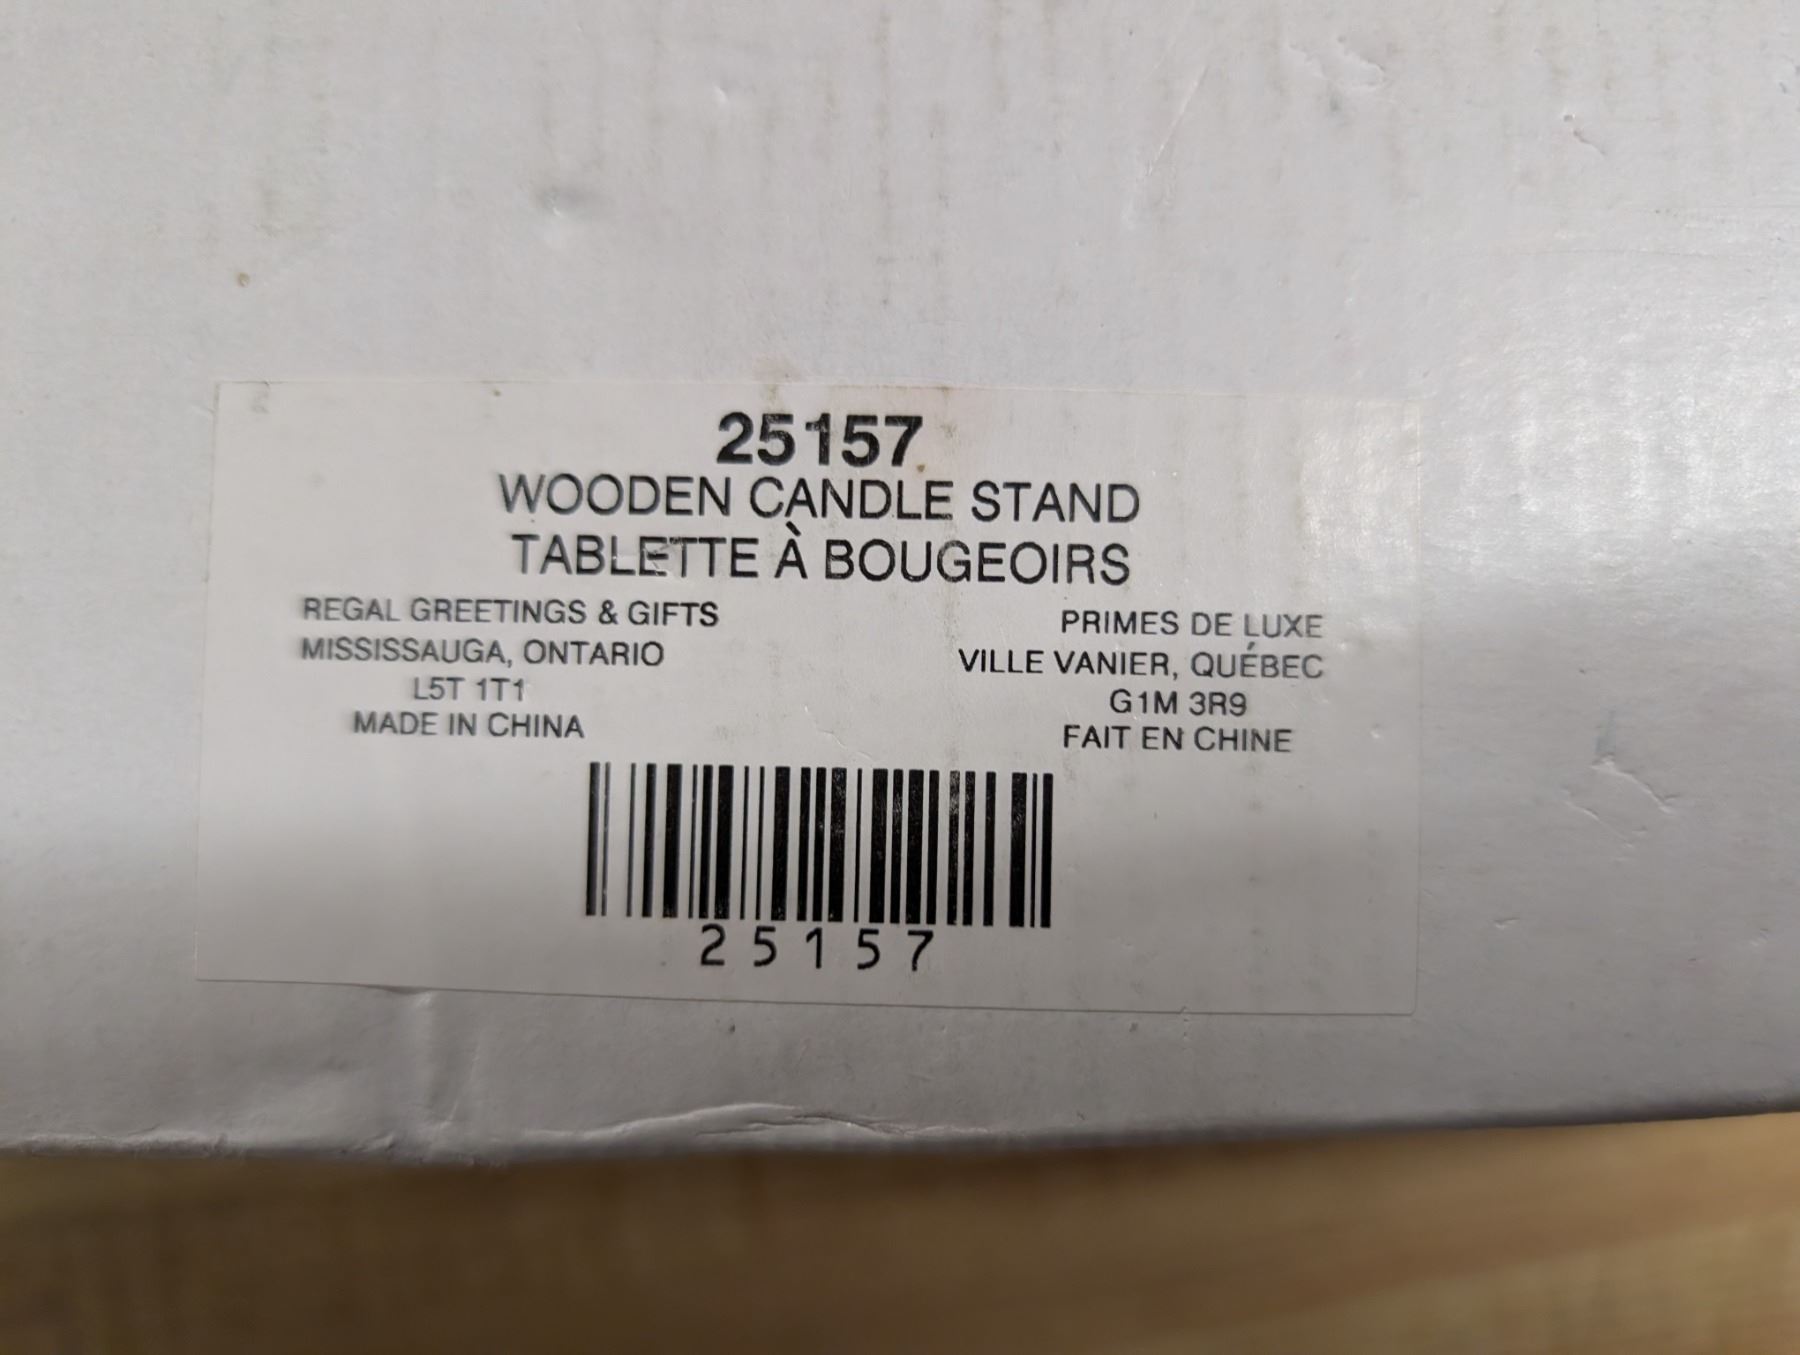 25157
WOODEN CANDLE STAND
TABLETTE À BOUGEOIRS
REGAL GREETINGS & GIFTS
MISSISSAUGA, ONTARIO
L5T 1T1
MADE IN CHINA
PRIMES DE LUXE
VILLE VANIER, QUÉBEC
G1M 3R9
FAIT EN CHINE
25157